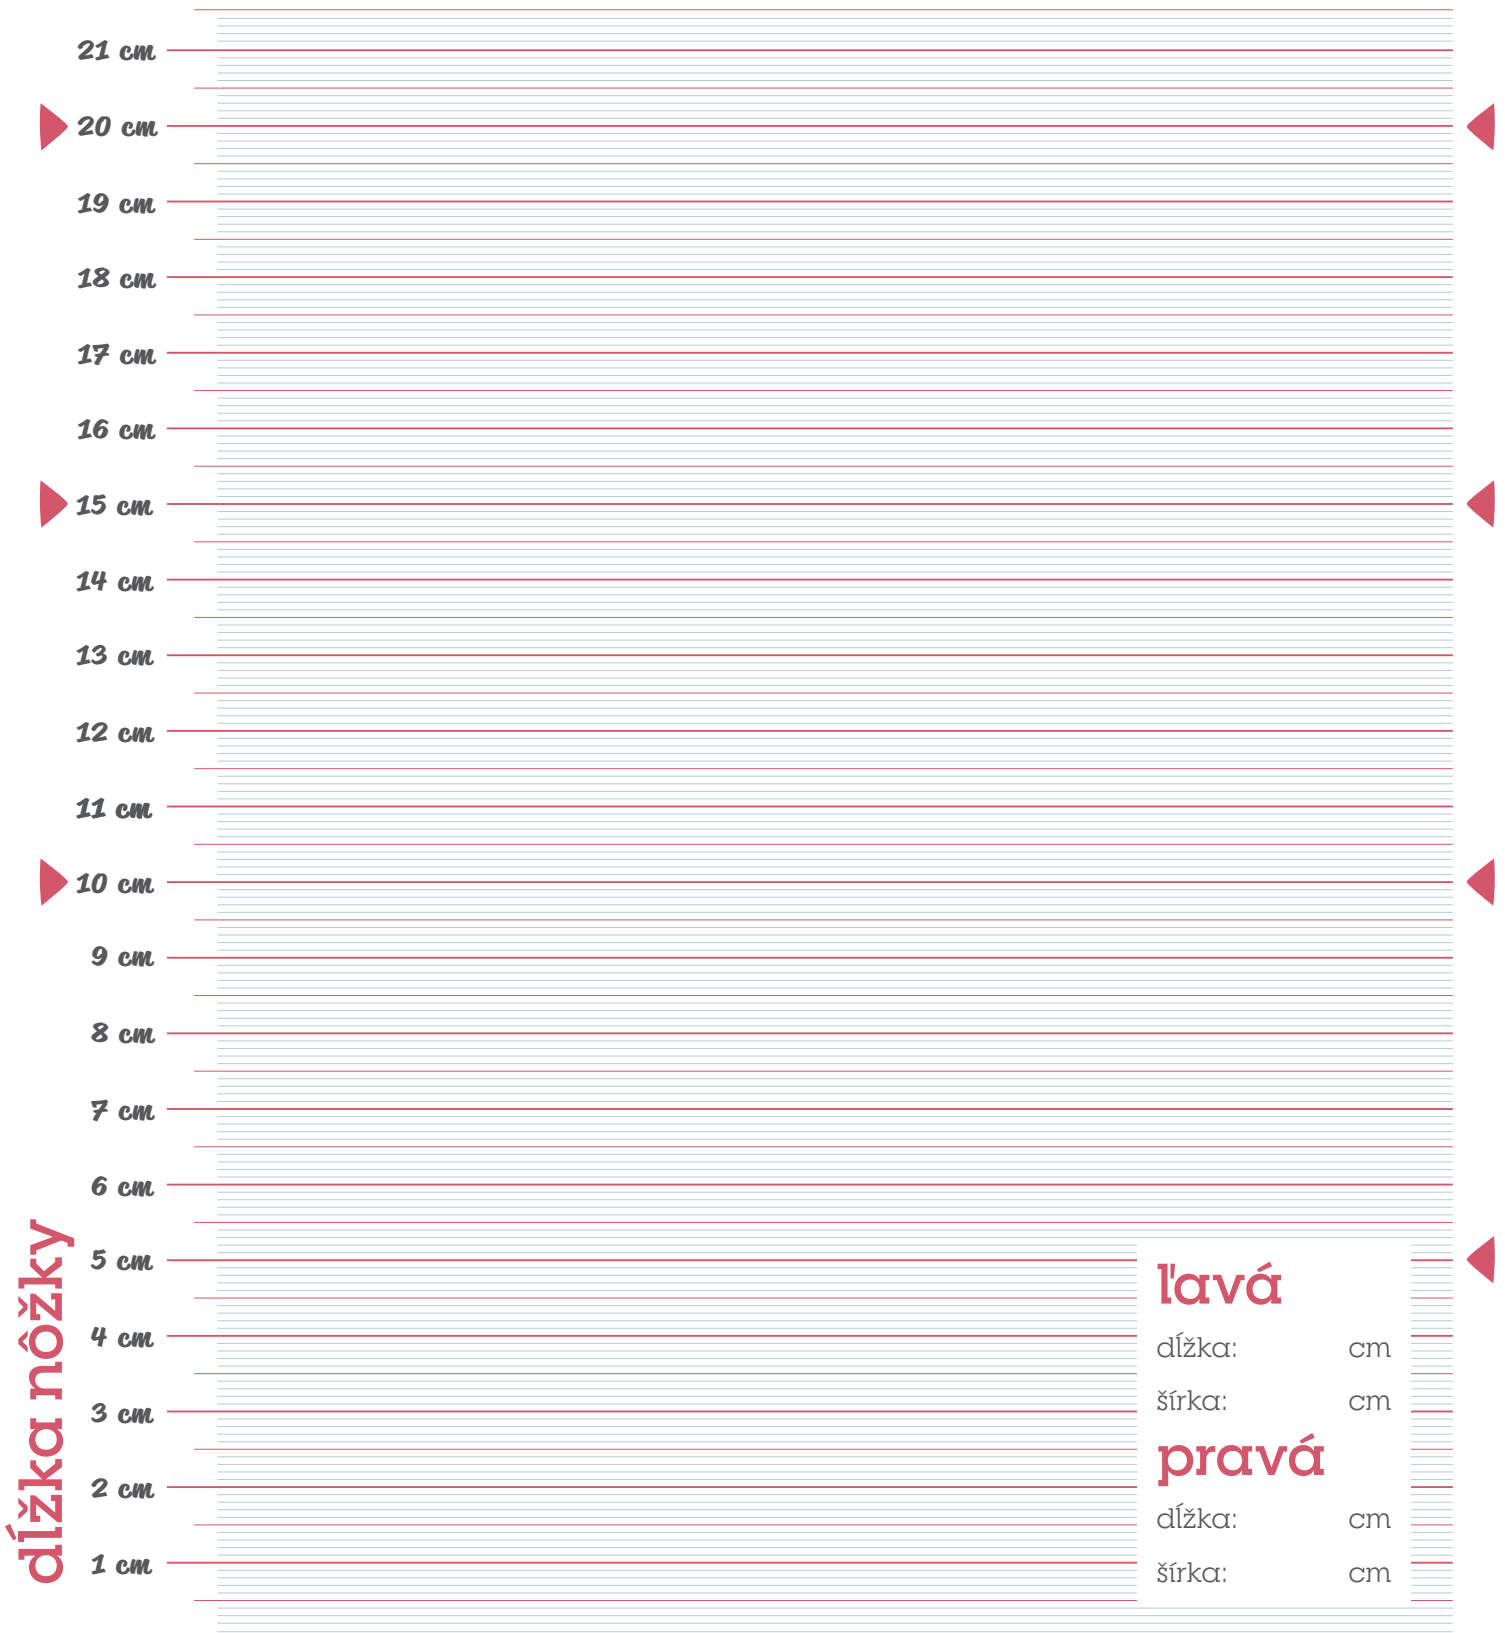 21 cm
20 cm
19 cm
18 cm
17 cm
16 cm
15 cm
14 cm
13 cm
12 cm
11 cm
10 cm
9 cm
8 cm
7 cm
6 cm
5 cm
4 cm
3 cm
2 cm
1 cm
dĺžka nôžky
ľavá
dĺžka: cm
šírka: cm
pravá
dĺžka: cm
šírka: cm